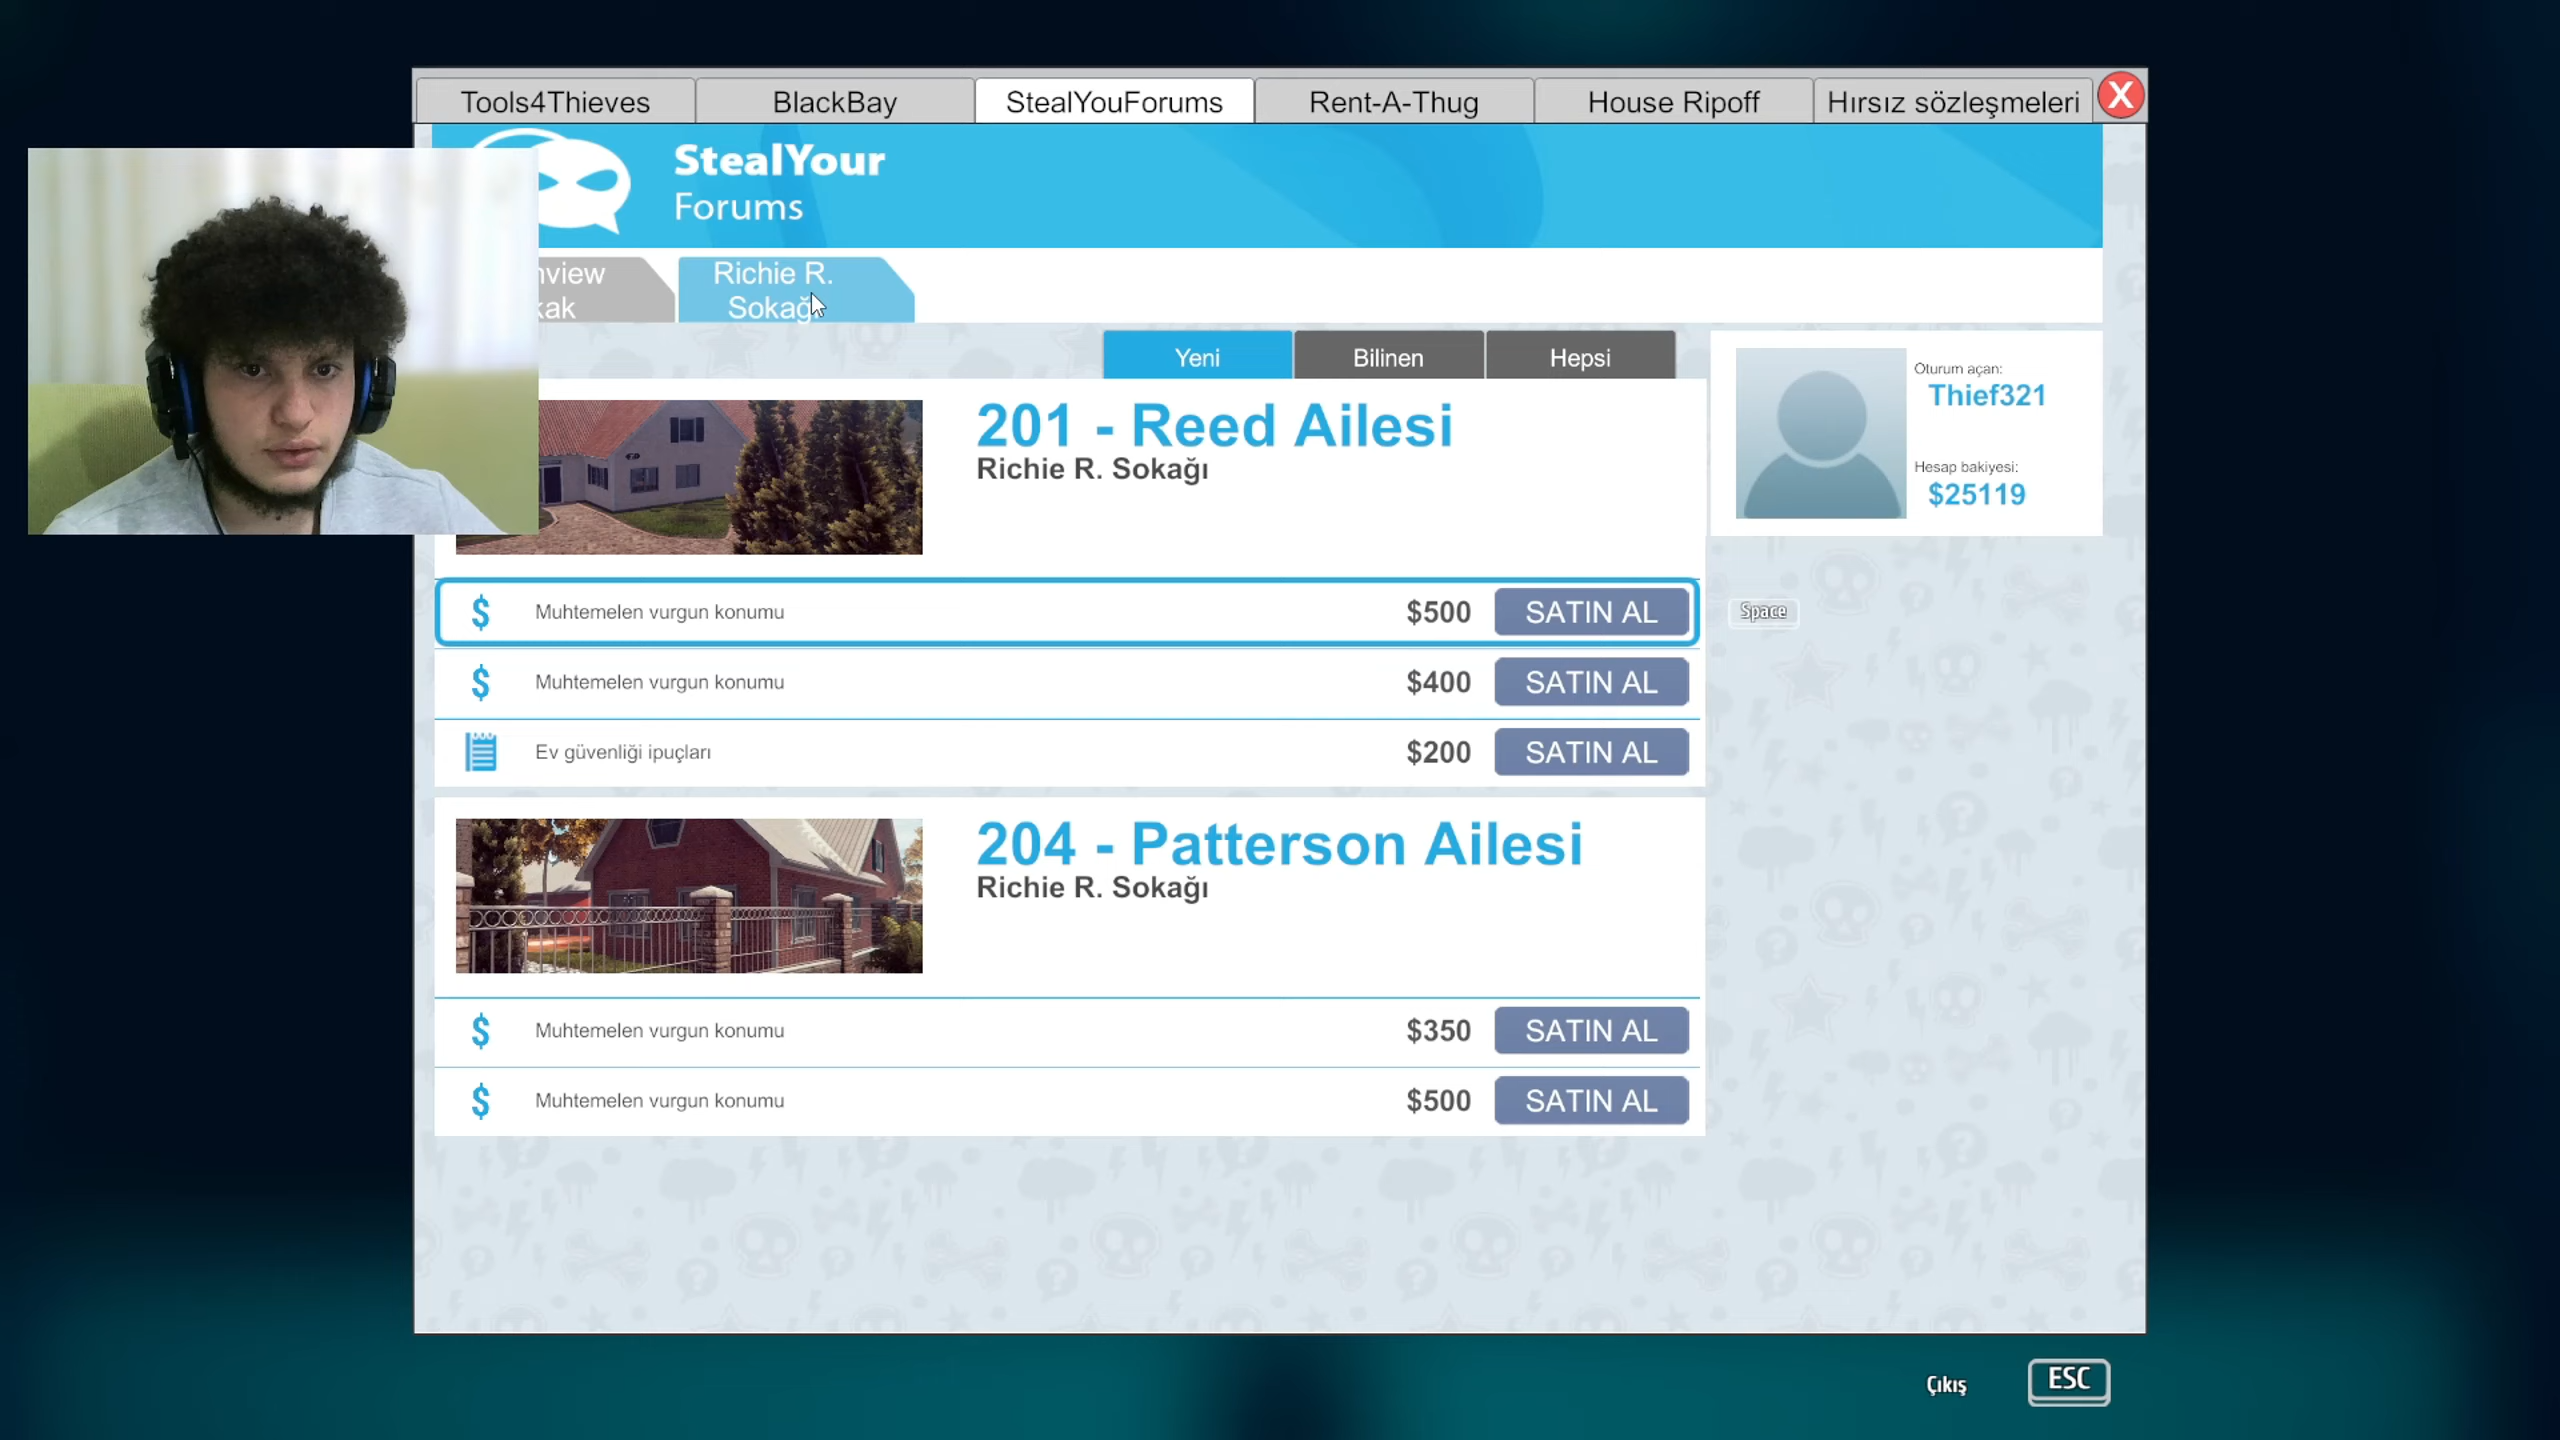 Tools4Thieves
BlackBay
StealYouForums
Rent-A-Thug
House Ripoff
Hırsız sözleşmeleri
X
StealYour
Forums
Richie R.
Sokağı
Yeni
Bilinen
Hepsi
Oturum açan:
Thief321
Hesap bakiyesi:
$25119
201 - Reed Ailesi
Richie R. Sokağı
$ Muhtemelen vurgun konumu $500 SATIN AL
Space
$ Muhtemelen vurgun konumu $400 SATIN AL
Ev güvenliği ipuçları $200 SATIN AL
204 - Patterson Ailesi
Richie R. Sokağı
$ Muhtemelen vurgun konumu $350 SATIN AL
$ Muhtemelen vurgun konumu $500 SATIN AL
Çıkış
ESC